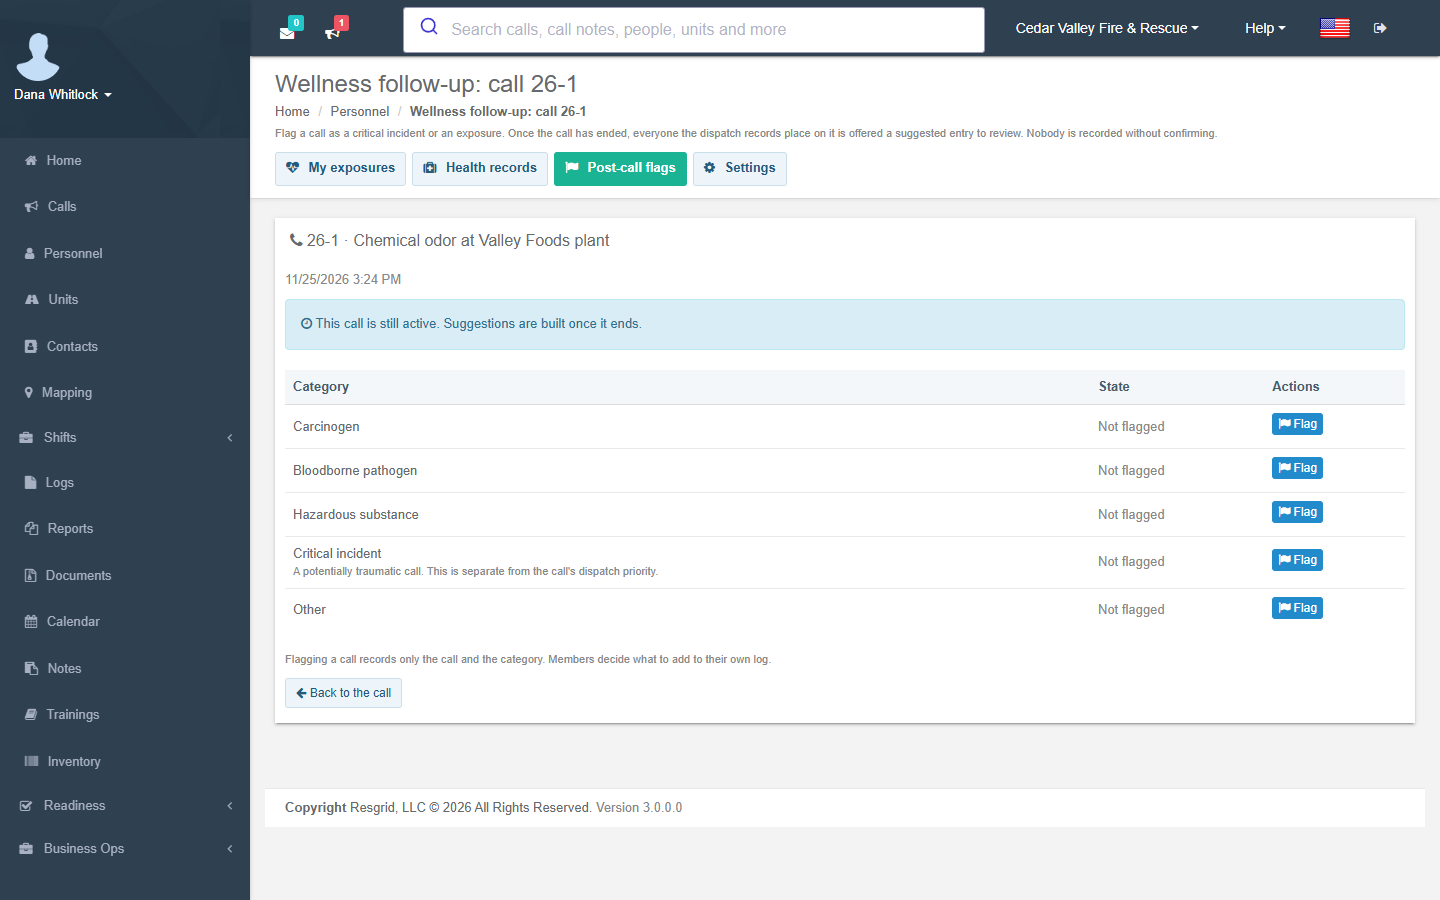 0
1
Search calls, call notes, people, units and more
Cedar Valley Fire & Rescue
Help
Dana Whitlock
Home
Calls
Personnel
Units
Contacts
Mapping
Shifts
Logs
Reports
Documents
Calendar
Notes
Trainings
Inventory
Readiness
Business Ops
Wellness follow-up: call 26-1
Home / Personnel / Wellness follow-up: call 26-1
Flag a call as a critical incident or an exposure. Once the call has ended, everyone the dispatch records place on it is offered a suggested entry to review. Nobody is recorded without confirming.
My exposures Health records Post-call flags Settings
26-1 · Chemical odor at Valley Foods plant
11/25/2026 3:24 PM
This call is still active. Suggestions are built once it ends.
Category State Actions
Carcinogen Not flagged Flag
Bloodborne pathogen Not flagged Flag
Hazardous substance Not flagged Flag
Critical incident
A potentially traumatic call. This is separate from the call's dispatch priority.
Not flagged Flag
Other Not flagged Flag
Flagging a call records only the call and the category. Members decide what to add to their own log.
Back to the call
Copyright Resgrid, LLC © 2026 All Rights Reserved. Version 3.0.0.0